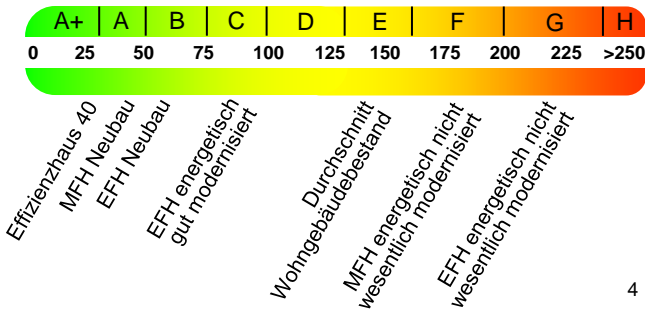 A+ A B C D E F G H
0 25 50 75 100 125 150 175 200 225 >250
Effizienzhaus 40
MFH Neubau
EFH Neubau
EFH energetisch
gut modernisiert
Durchschnitt
Wohngebäudebestand
MFH energetisch nicht
wesentlich modernisiert
EFH energetisch nicht
wesentlich modernisiert
4